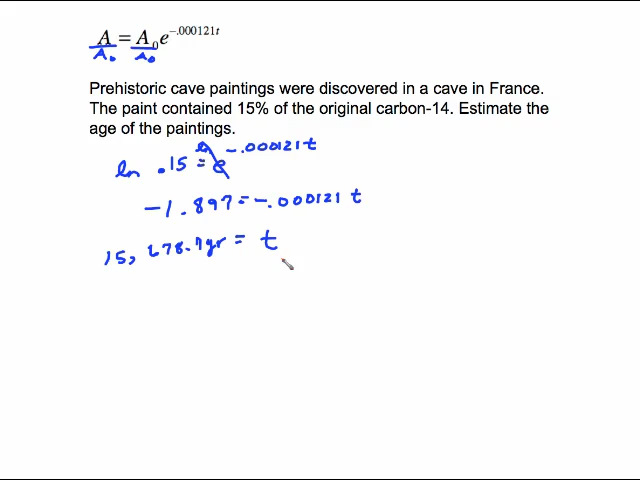 A = A₀e^-.000121t
A₀ A₀
Prehistoric cave paintings were discovered in a cave in France.
The paint contained 15% of the original carbon-14. Estimate the
age of the paintings.
ln .15 = ln e^-.000121t
-1.897 = -.000121 t
15,678.7yr = t